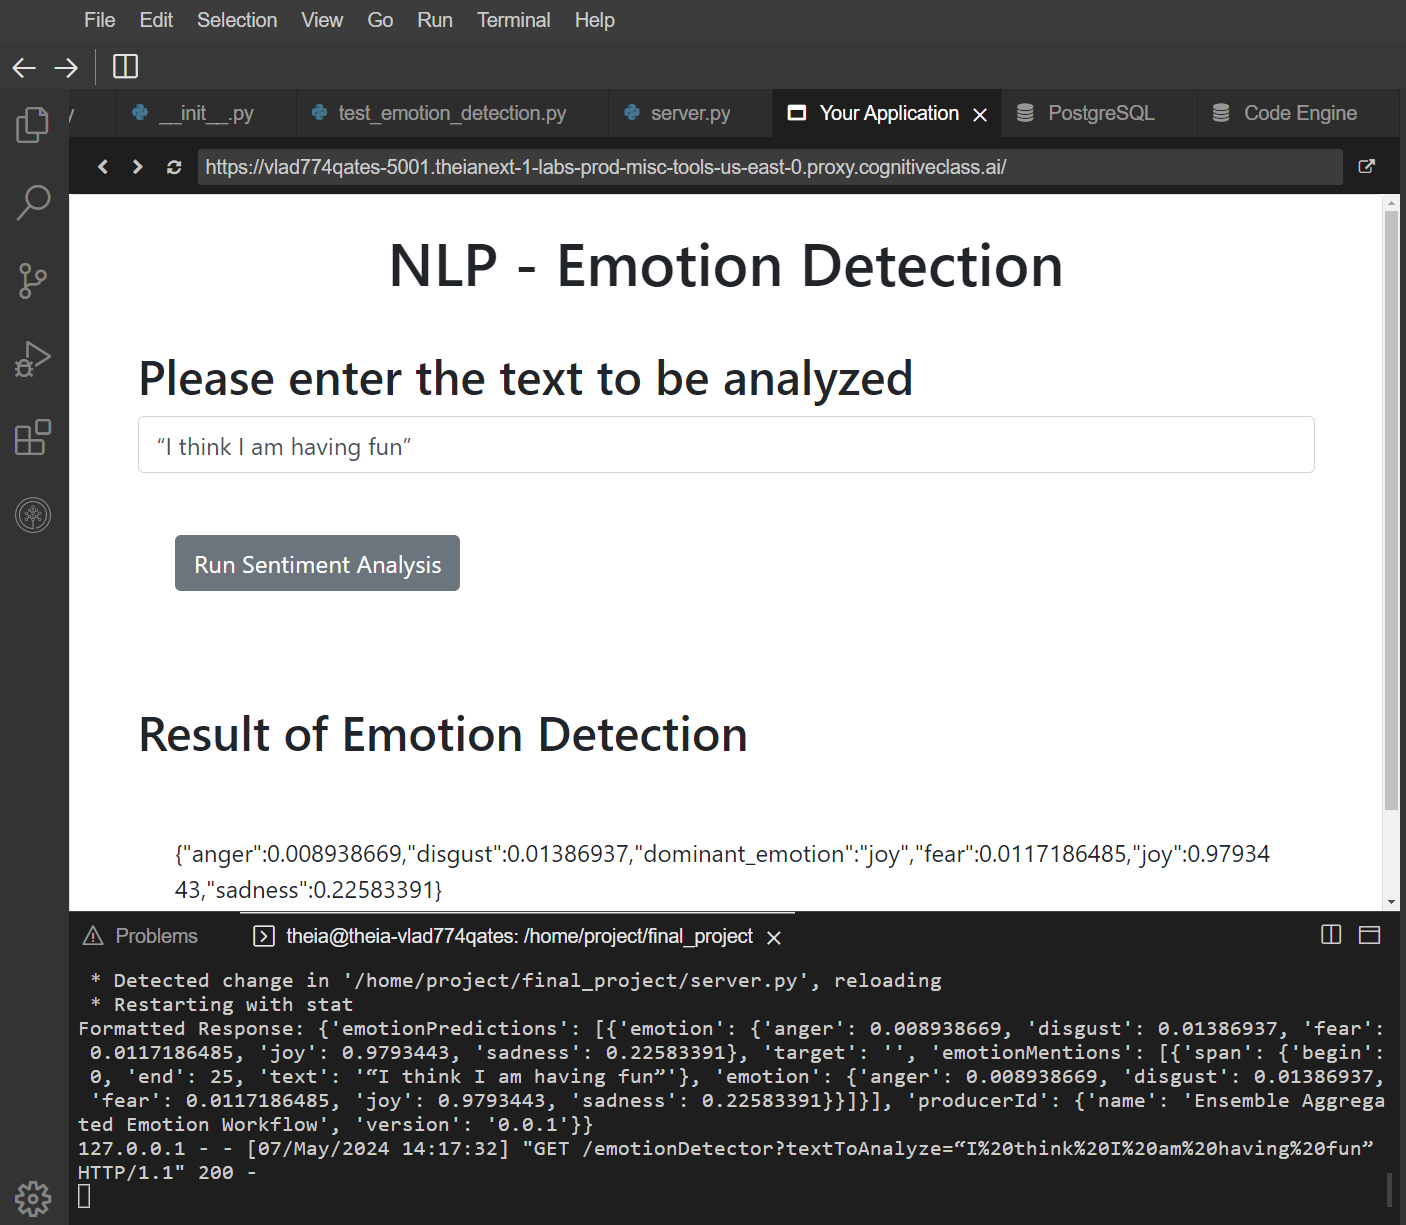 File Edit Selection View Go Run Terminal Help
__init__.py test_emotion_detection.py server.py Your Application PostgreSQL Code Engine
https://vlad774qates-5001.theianext-1-labs-prod-misc-tools-us-east-0.proxy.cognitiveclass.ai/
NLP - Emotion Detection
Please enter the text to be analyzed
“I think I am having fun”
Run Sentiment Analysis
Result of Emotion Detection
{"anger":0.008938669,"disgust":0.01386937,"dominant_emotion":"joy","fear":0.0117186485,"joy":0.97934
43,"sadness":0.22583391}
Problems theia@theia-vlad774qates: /home/project/final_project
* Detected change in '/home/project/final_project/server.py', reloading
* Restarting with stat
Formatted Response: {'emotionPredictions': [{'emotion': {'anger': 0.008938669, 'disgust': 0.01386937, 'fear':
0.0117186485, 'joy': 0.9793443, 'sadness': 0.22583391}, 'target': '', 'emotionMentions': [{'span': {'begin':
0, 'end': 25, 'text': '“I think I am having fun”'}, 'emotion': {'anger': 0.008938669, 'disgust': 0.01386937,
'fear': 0.0117186485, 'joy': 0.9793443, 'sadness': 0.22583391}}]}], 'producerId': {'name': 'Ensemble Aggrega
ted Emotion Workflow', 'version': '0.0.1'}}
127.0.0.1 - - [07/May/2024 14:17:32] "GET /emotionDetector?textToAnalyze=“I%20think%20I%20am%20having%20fun”
HTTP/1.1" 200 -